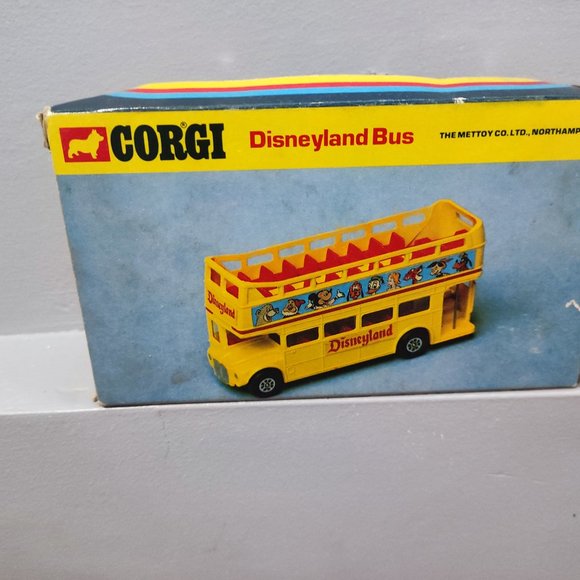 CORGI®
Disneyland Bus
THE METTOY CO. LTD., NORTHAMP
Disneyland
Disneyland